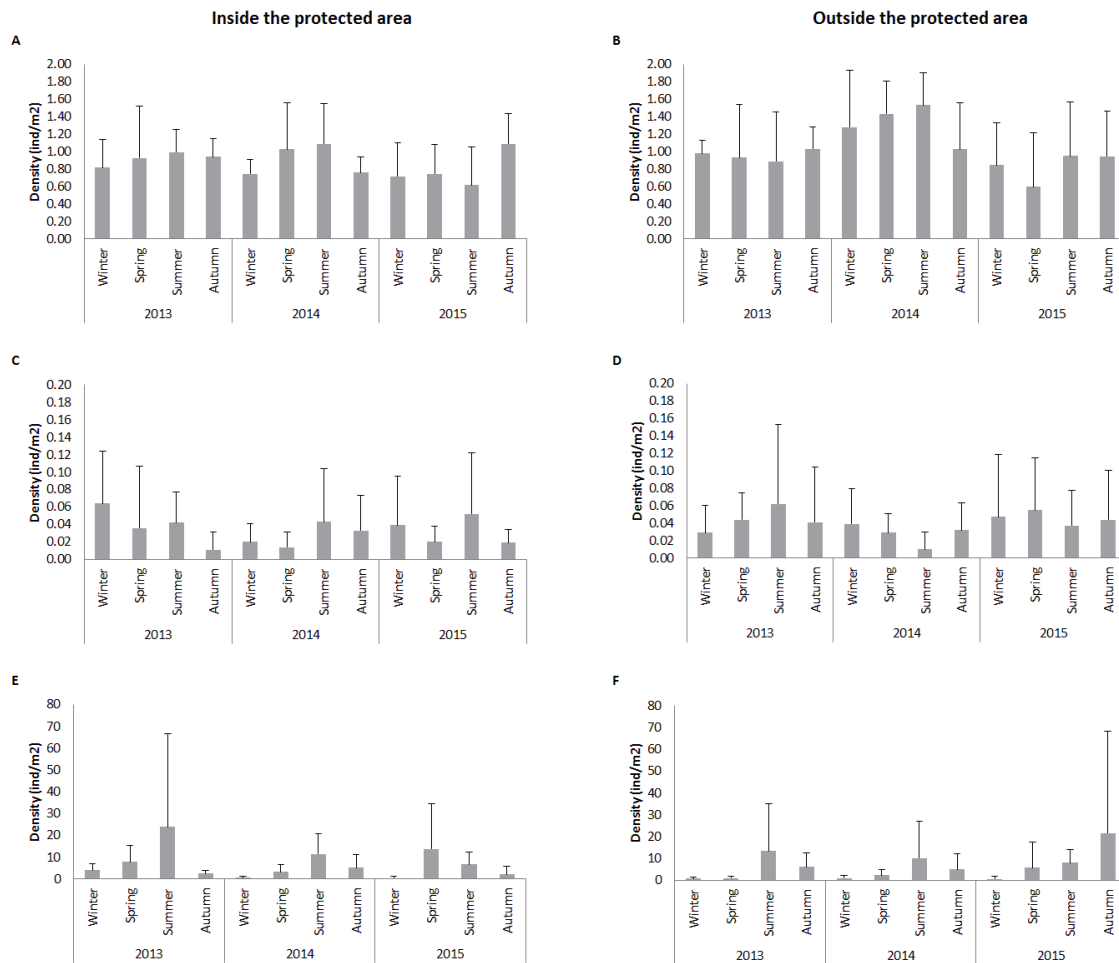 Inside the protected area
Outside the protected area
A
Density (ind/m2)
2.00
1.80
1.60
1.40
1.20
1.00
0.80
0.60
0.40
0.20
0.00
Winter Spring Summer Autumn Winter Spring Summer Autumn Winter Spring Summer Autumn
2013 2014 2015
B
Density (ind/m2)
2.00
1.80
1.60
1.40
1.20
1.00
0.80
0.60
0.40
0.20
0.00
Winter Spring Summer Autumn Winter Spring Summer Autumn Winter Spring Summer Autumn
2013 2014 2015
C
Density (ind/m2)
0.20
0.18
0.16
0.14
0.12
0.10
0.08
0.06
0.04
0.02
0.00
Winter Spring Summer Autumn Winter Spring Summer Autumn Winter Spring Summer Autumn
2013 2014 2015
D
Density (ind/m2)
0.20
0.18
0.16
0.14
0.12
0.10
0.08
0.06
0.04
0.02
0.00
Winter Spring Summer Autumn Winter Spring Summer Autumn Winter Spring Summer Autumn
2013 2014 2015
E
Density (ind/m2)
80
70
60
50
40
30
20
10
0
Winter Spring Summer Autumn Winter Spring Summer Autumn Winter Spring Summer Autumn
2013 2014 2015
F
Density (ind/m2)
80
70
60
50
40
30
20
10
0
Winter Spring Summer Autumn Winter Spring Summer Autumn Winter Spring Summer Autumn
2013 2014 2015